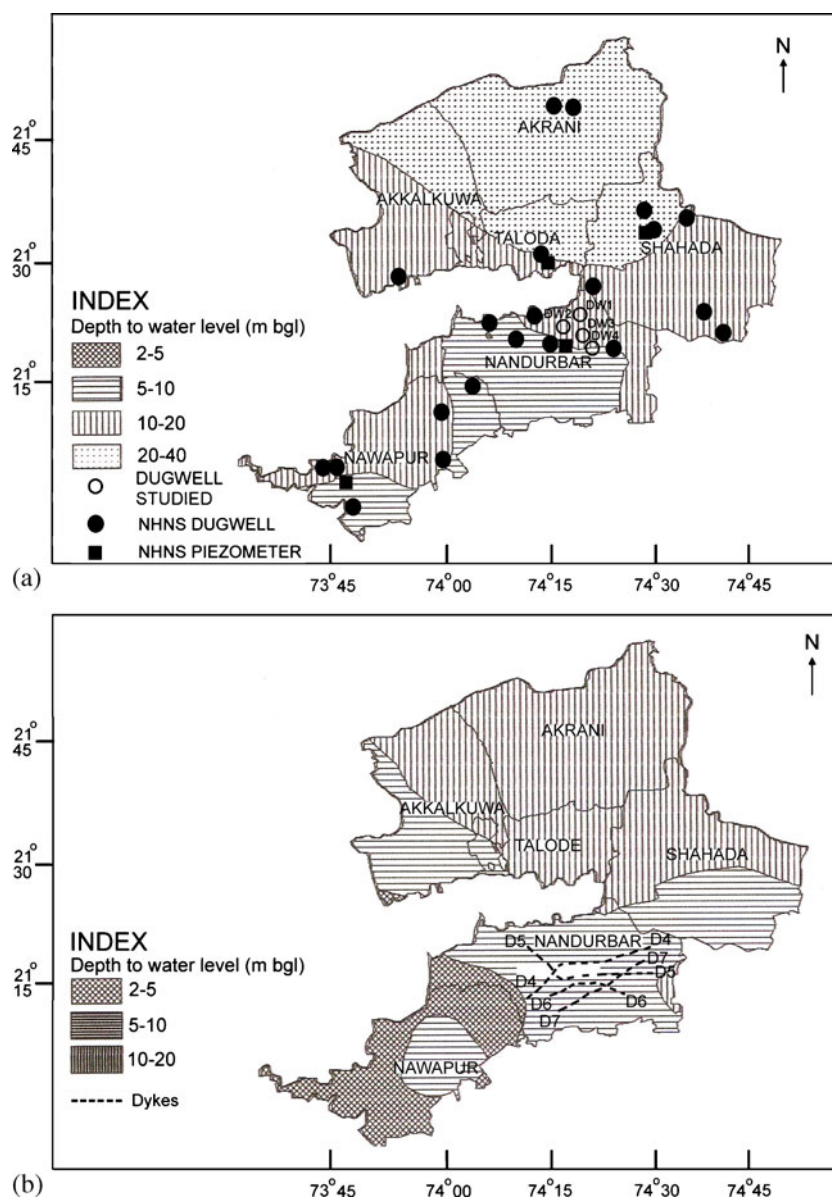 N
21° 45
AKRANI
AKKALKUWA
TALODA
SHAHADA
21° 30
INDEX
Depth to water level (m bgl)
2-5
5-10
10-20
20-40
DUGWELL STUDIED
NHNS DUGWELL
NHNS PIEZOMETER
DW1
DW2
DW3
DW4
NANDURBAR
21° 15
NAWAPUR
(a)
73°45 74°00 74°15 74°30 74°45
N
21° 45
AKRANI
AKKALKUWA
TALODE
SHAHADA
21° 30
INDEX
Depth to water level (m bgl)
2-5
5-10
10-20
Dykes
D5 NANDURBAR D4
D7
D5
D4
D6 D6
D7
21° 15
NAWAPUR
(b)
73°45 74°00 74°15 74°30 74°45